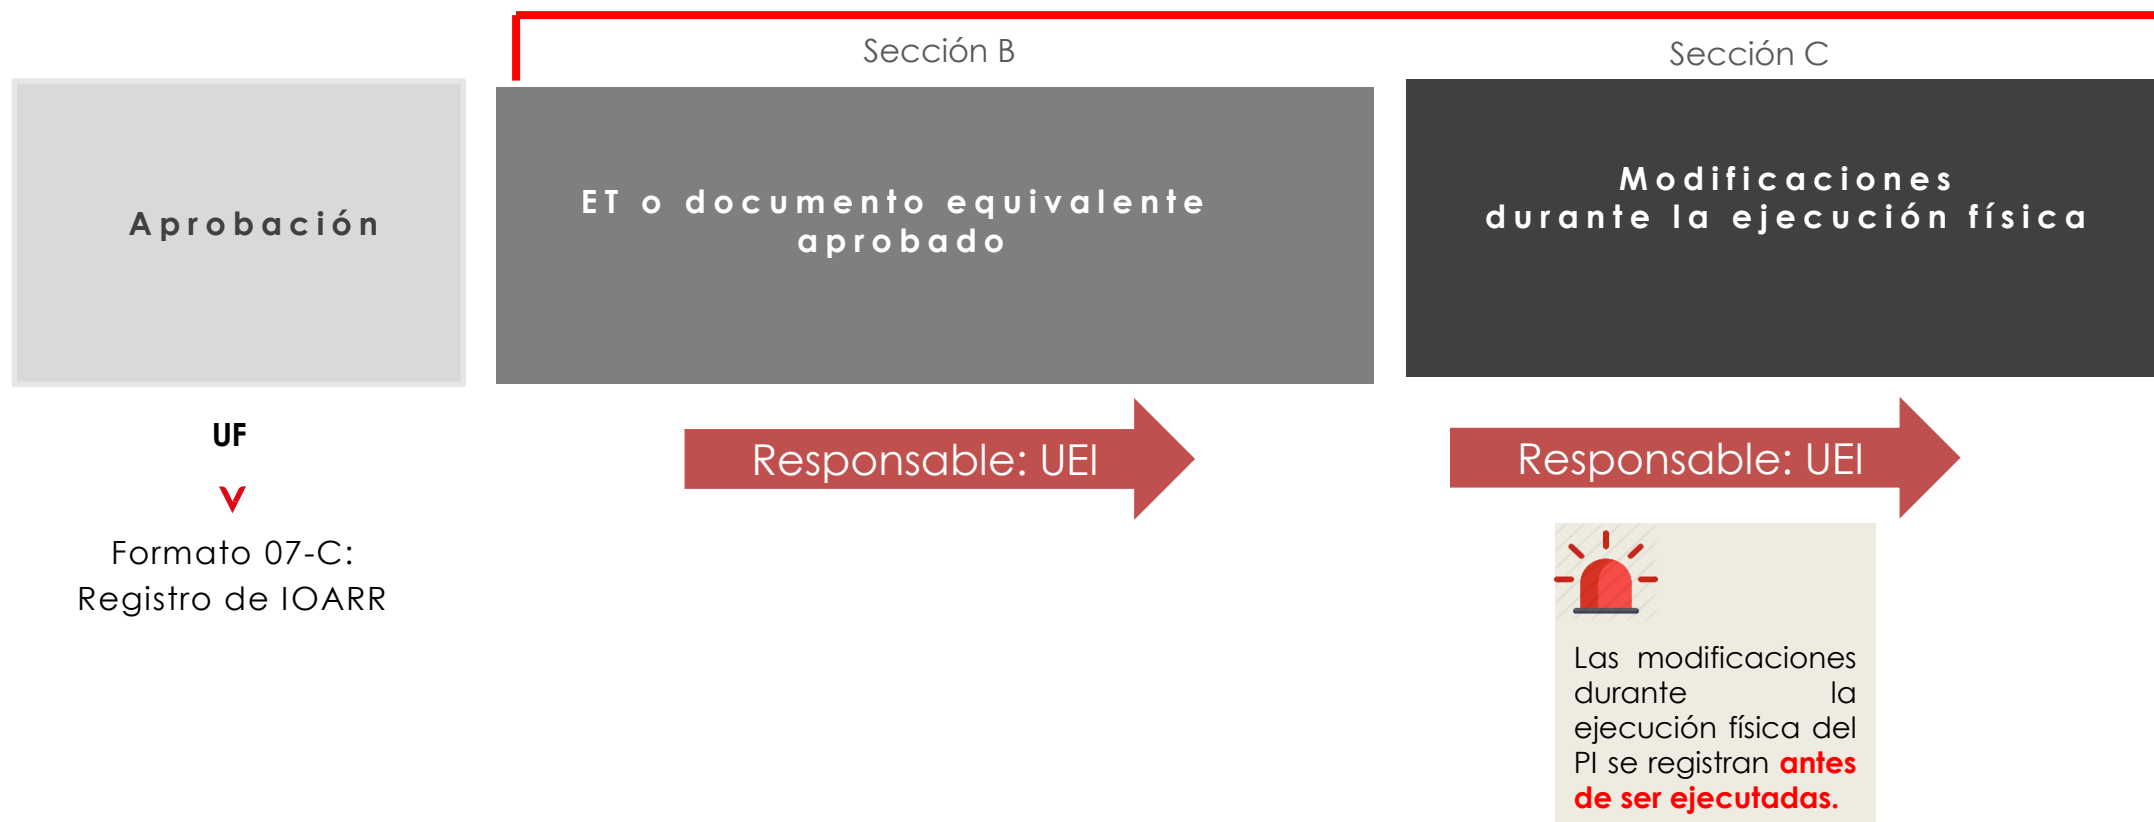 Sección B
Sección C
Aprobación
ET o documento equivalente
aprobado
Modificaciones
durante la ejecución física
UF
Formato 07-C:
Registro de IOARR
Responsable: UEI
Responsable: UEI
Las modificaciones
durante la
ejecución física del
PI se registran antes
de ser ejecutadas.